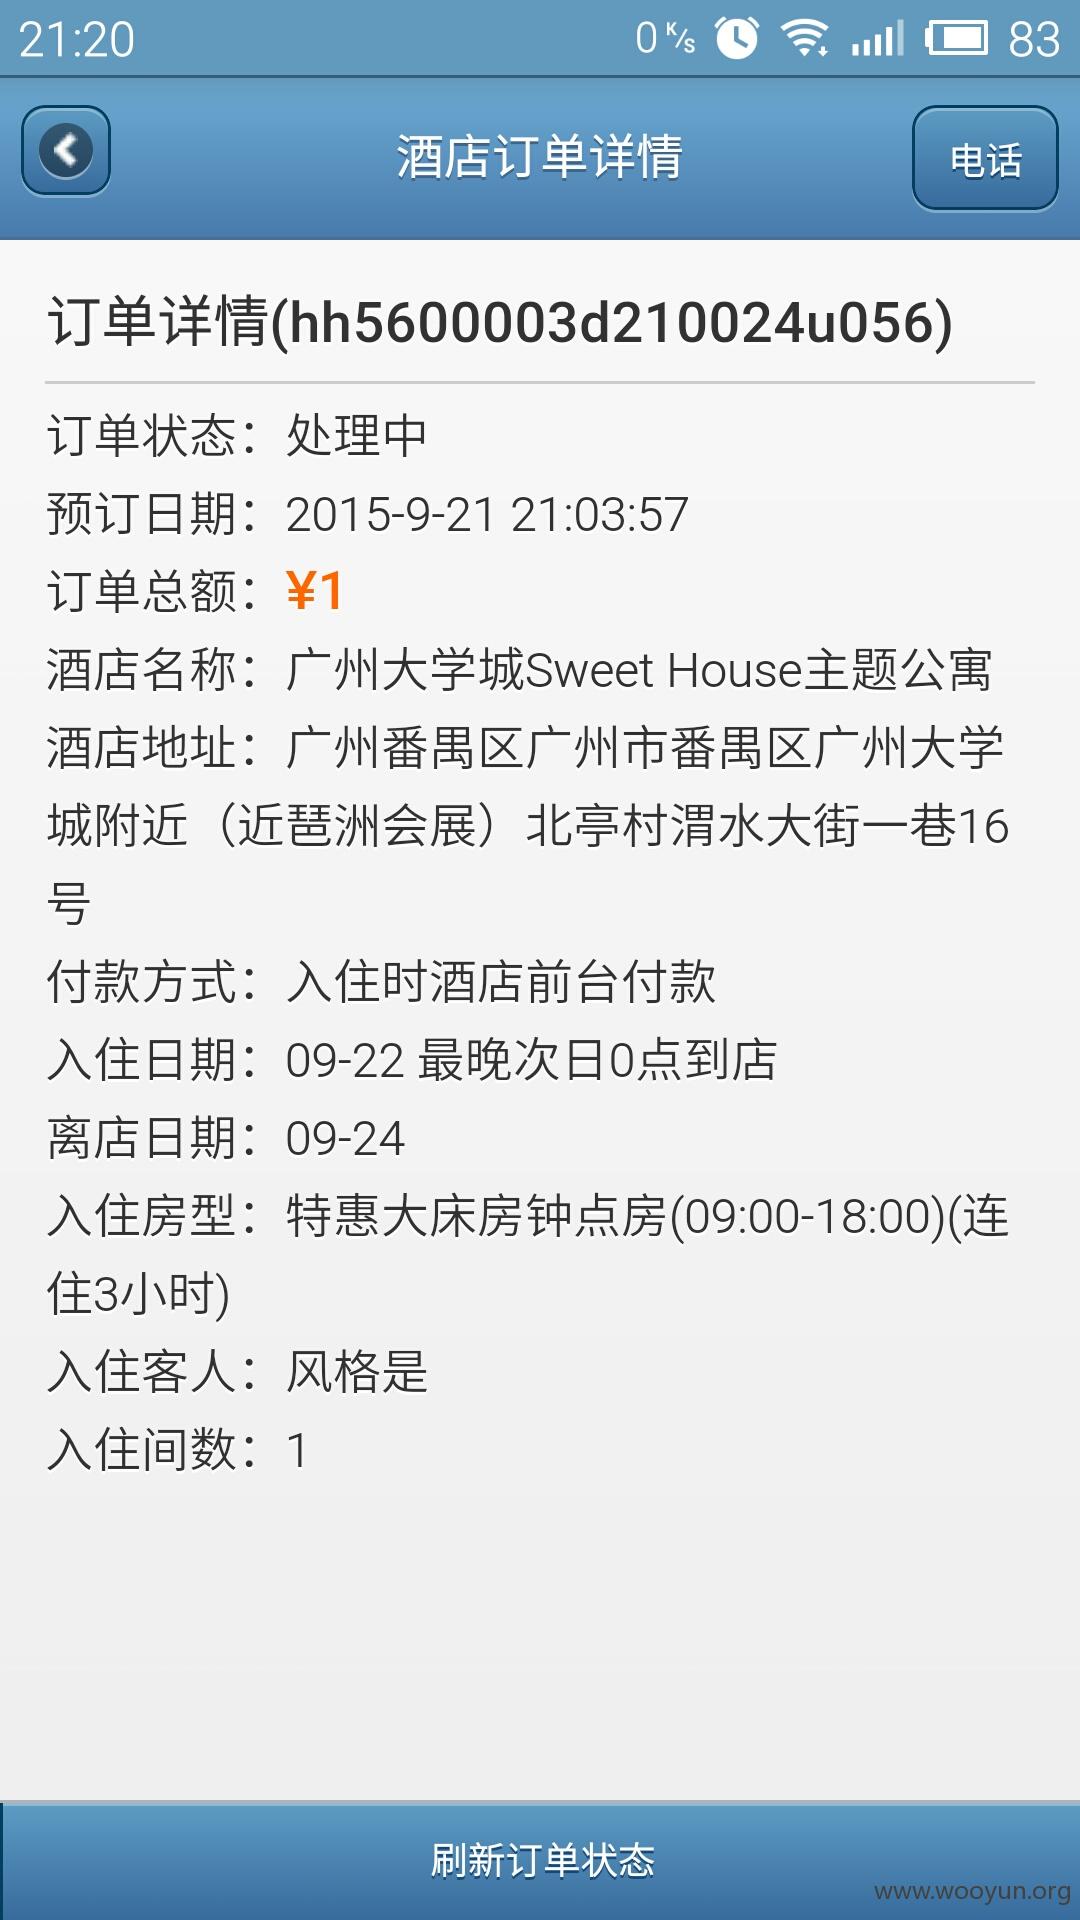 21:20
0 K/s
83
酒店订单详情
电话
订单详情(hh5600003d210024u056)
订单状态：处理中
预订日期：2015-9-21 21:03:57
订单总额：¥1
酒店名称：广州大学城Sweet House主题公寓
酒店地址：广州番禺区广州市番禺区广州大学
城附近（近琶洲会展）北亭村渭水大街一巷16
号
付款方式：入住时酒店前台付款
入住日期：09-22 最晚次日0点到店
离店日期：09-24
入住房型：特惠大床房钟点房(09:00-18:00)(连
住3小时)
入住客人：风格是
入住间数：1
刷新订单状态
www.wooyun.org